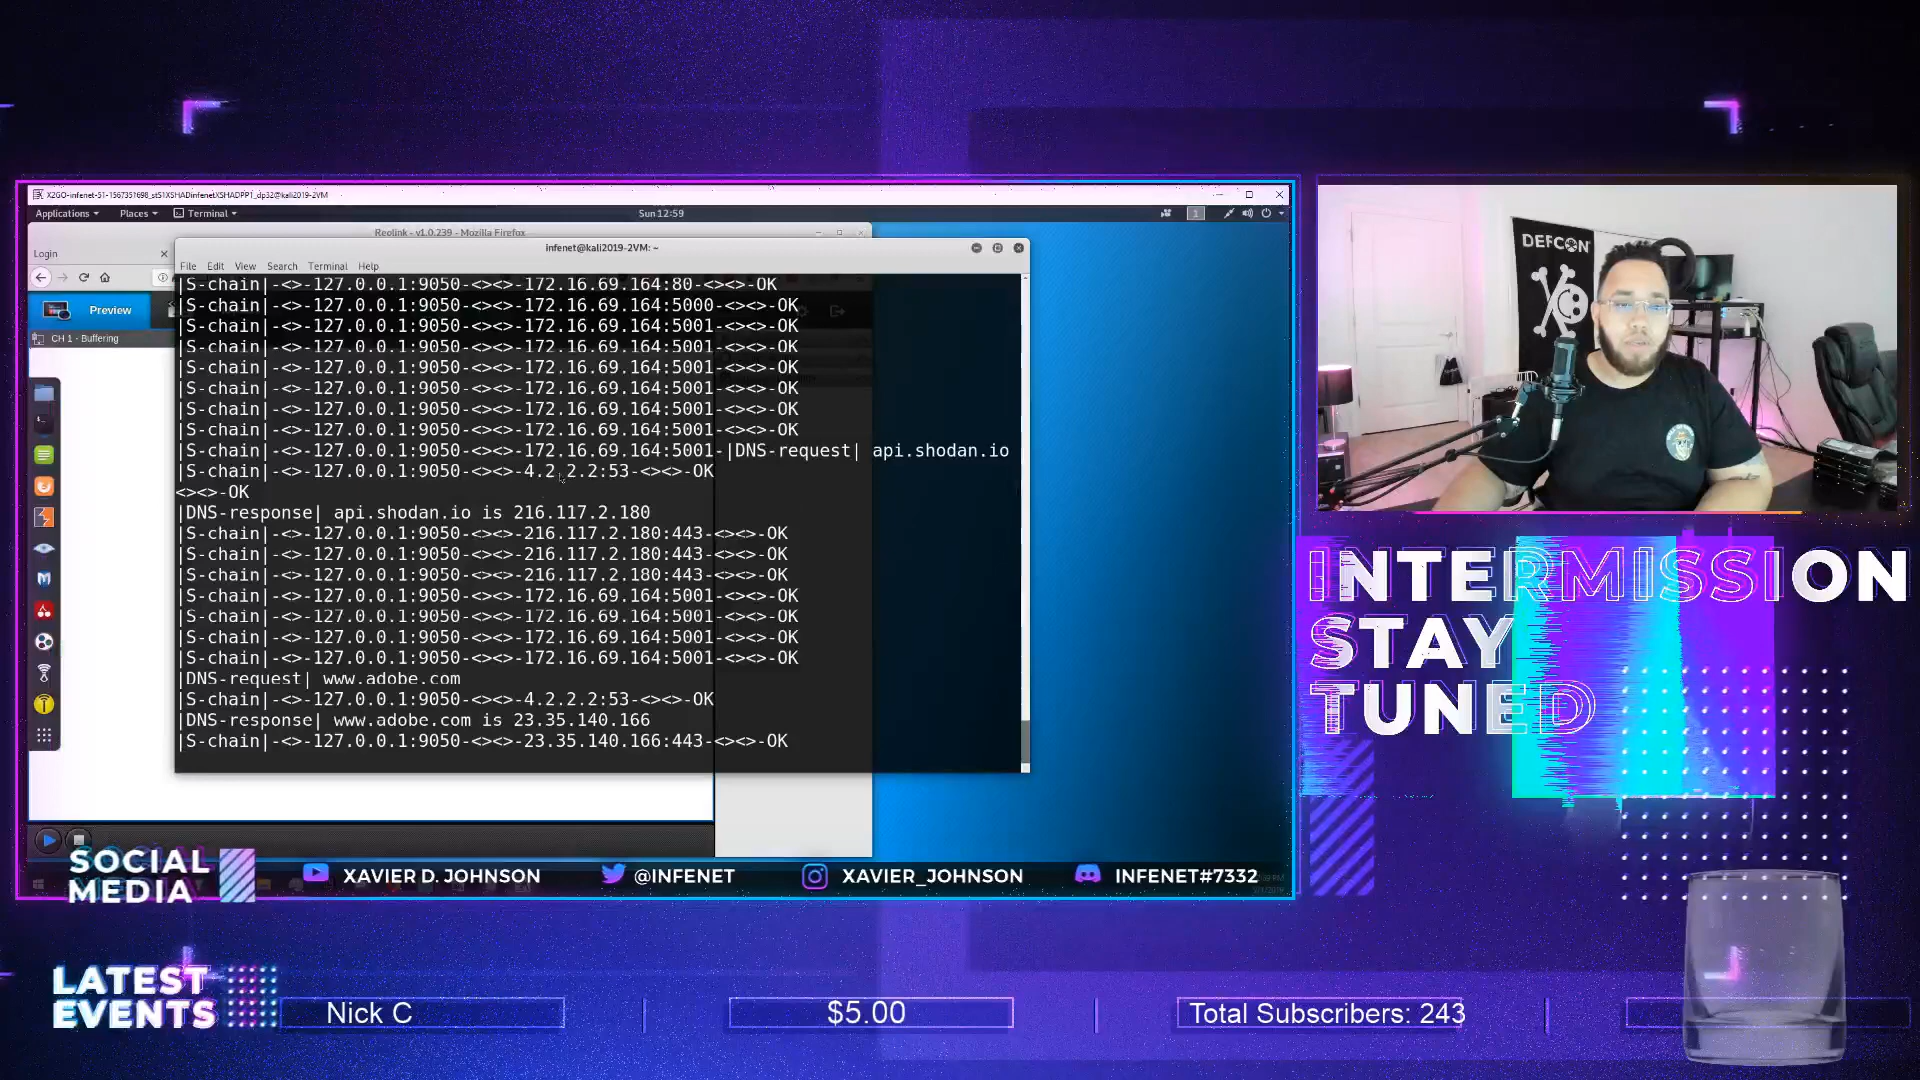 X2GO-infenet-51-1567351698_stS1XSHADinfenetXSHADPP1_dp32@kali2019-2VM
Applications Places Terminal
Sun 12:59
1
Reolink - v1.0.239 - Mozilla Firefox
Login
infenet@kali2019-2VM: ~
File Edit View Search Terminal Help
Preview
CH 1 - Buffering
|S-chain|-<>-127.0.0.1:9050-<><>-172.16.69.164:80-<><>-OK
|S-chain|-<>-127.0.0.1:9050-<><>-172.16.69.164:5000-<><>-OK
|S-chain|-<>-127.0.0.1:9050-<><>-172.16.69.164:5001-<><>-OK
|S-chain|-<>-127.0.0.1:9050-<><>-172.16.69.164:5001-<><>-OK
|S-chain|-<>-127.0.0.1:9050-<><>-172.16.69.164:5001-<><>-OK
|S-chain|-<>-127.0.0.1:9050-<><>-172.16.69.164:5001-<><>-OK
|S-chain|-<>-127.0.0.1:9050-<><>-172.16.69.164:5001-<><>-OK
|S-chain|-<>-127.0.0.1:9050-<><>-172.16.69.164:5001-<><>-OK
|S-chain|-<>-127.0.0.1:9050-<><>-172.16.69.164:5001-|DNS-request| api.shodan.io
|S-chain|-<>-127.0.0.1:9050-<><>-4.2.2.2:53-<><>-OK
<><>-OK
|DNS-response| api.shodan.io is 216.117.2.180
|S-chain|-<>-127.0.0.1:9050-<><>-216.117.2.180:443-<><>-OK
|S-chain|-<>-127.0.0.1:9050-<><>-216.117.2.180:443-<><>-OK
|S-chain|-<>-127.0.0.1:9050-<><>-216.117.2.180:443-<><>-OK
|S-chain|-<>-127.0.0.1:9050-<><>-172.16.69.164:5001-<><>-OK
|S-chain|-<>-127.0.0.1:9050-<><>-172.16.69.164:5001-<><>-OK
|S-chain|-<>-127.0.0.1:9050-<><>-172.16.69.164:5001-<><>-OK
|S-chain|-<>-127.0.0.1:9050-<><>-172.16.69.164:5001-<><>-OK
|DNS-request| www.adobe.com
|S-chain|-<>-127.0.0.1:9050-<><>-4.2.2.2:53-<><>-OK
|DNS-response| www.adobe.com is 23.35.140.166
|S-chain|-<>-127.0.0.1:9050-<><>-23.35.140.166:443-<><>-OK
DEFCON
INTERMISSION
STAY
TUNED
SOCIAL
MEDIA
XAVIER D. JOHNSON @INFENET XAVIER_JOHNSON INFENET#7332
LATEST
EVENTS
Nick C
$5.00
Total Subscribers: 243